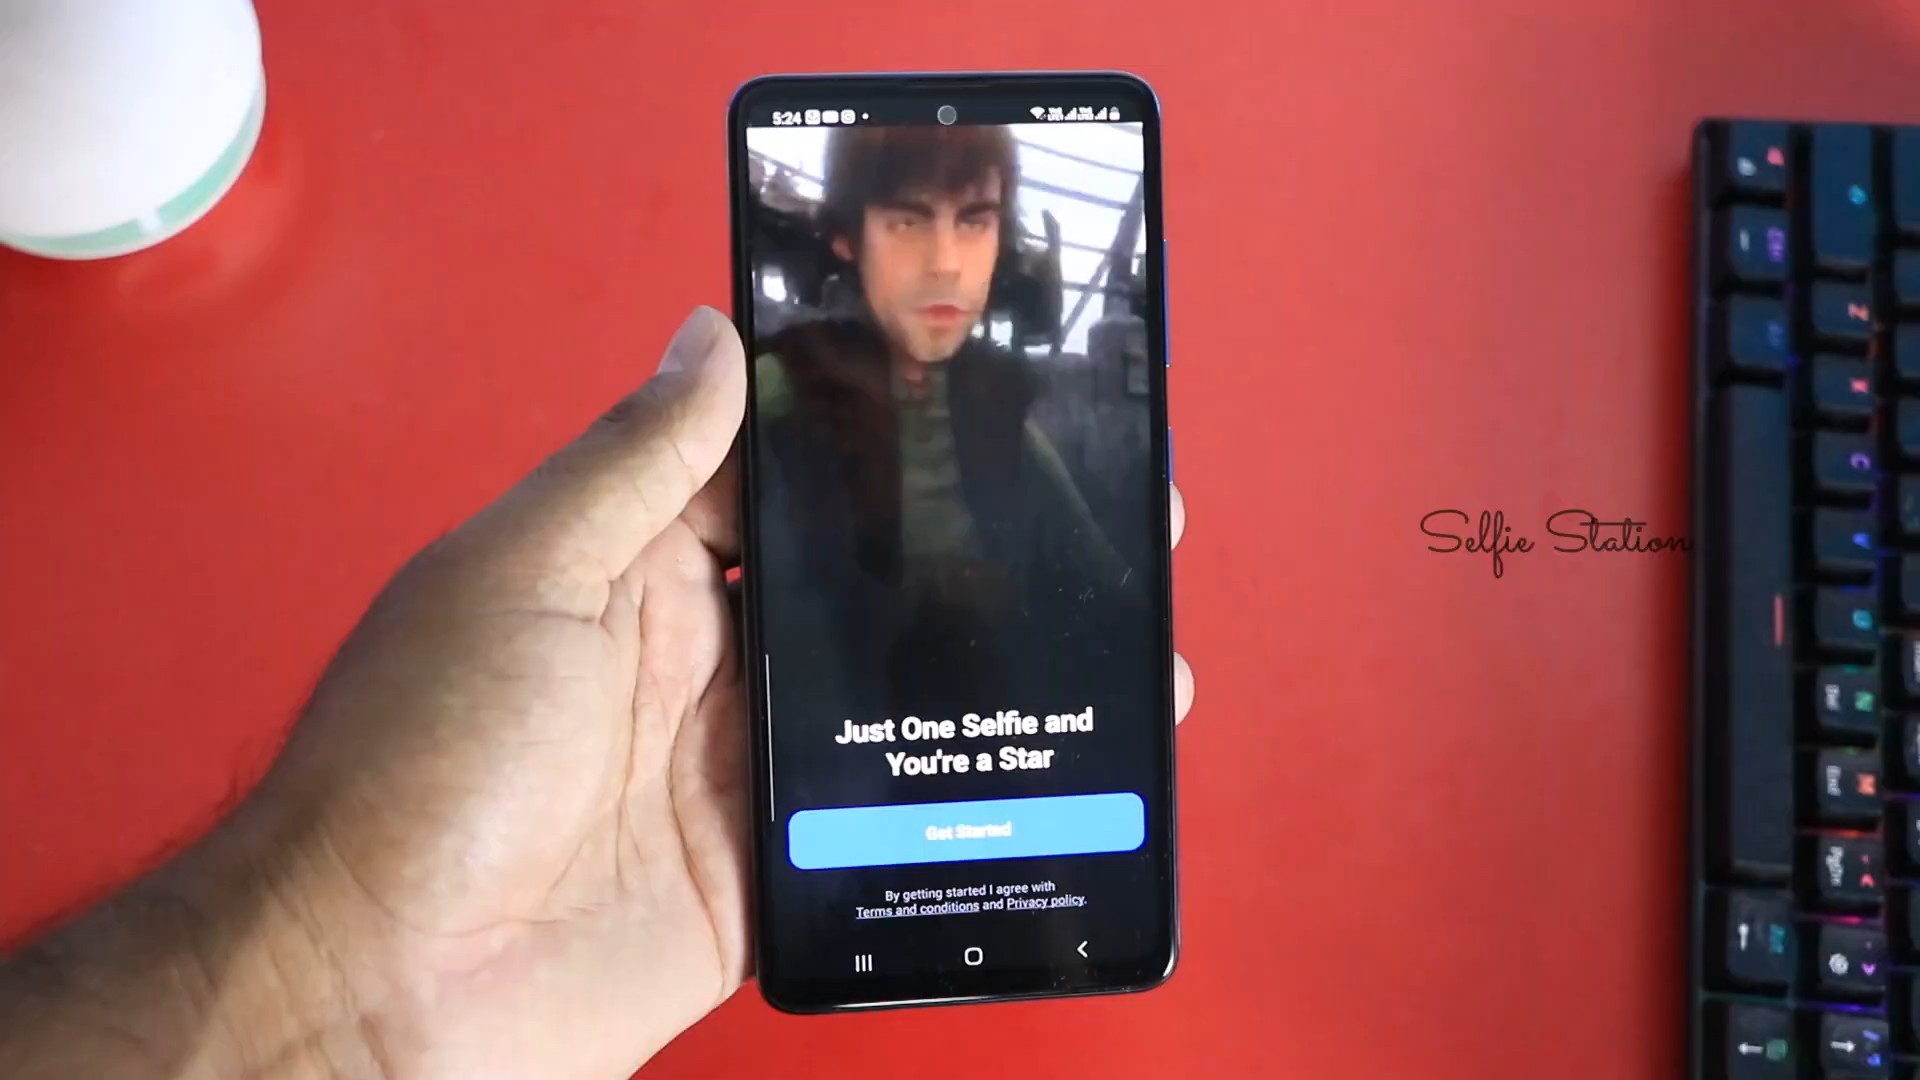 5:24
Just One Selfie and
You're a Star
Get Started
By getting started I agree with
Terms and conditions and Privacy policy.
Selfie Station